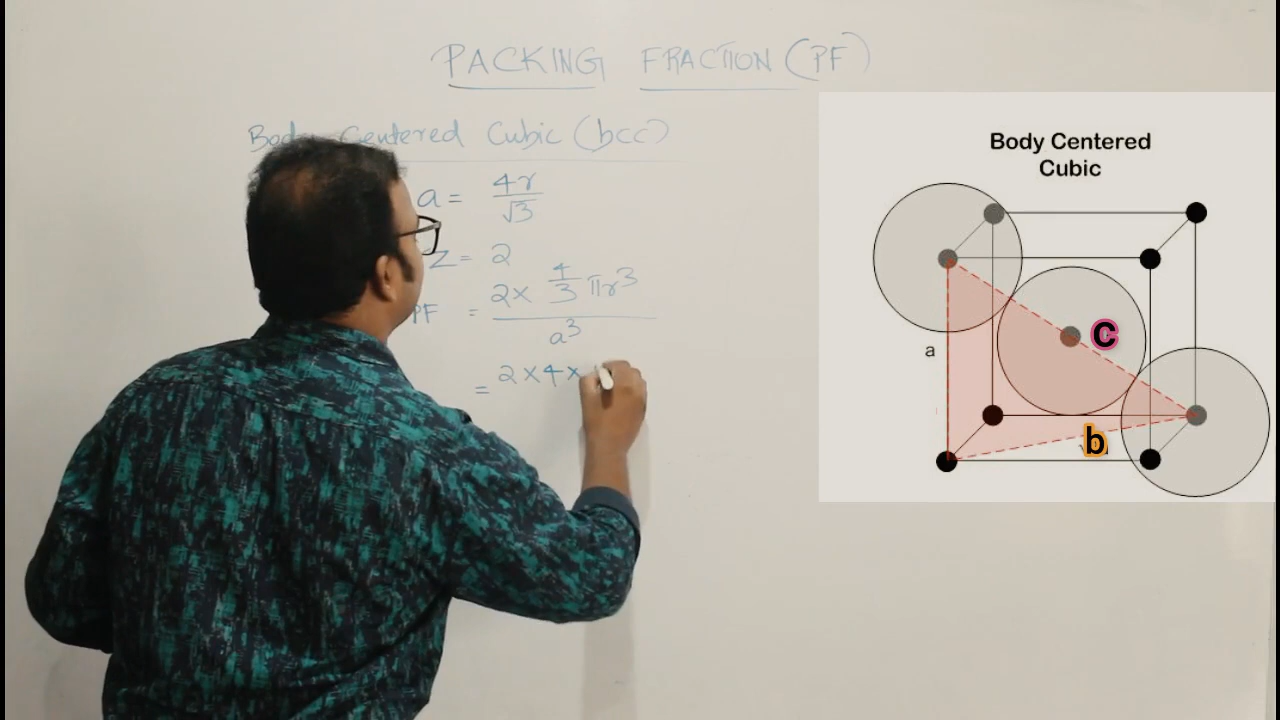 PACKING FRACTION (PF)
Centered Cubic (bcc)
a = 4r/√3
Z = 2
PF = 2 × 4/3 πr³ / a³
= 2 × 4 ×
Body Centered
Cubic
a
c
b